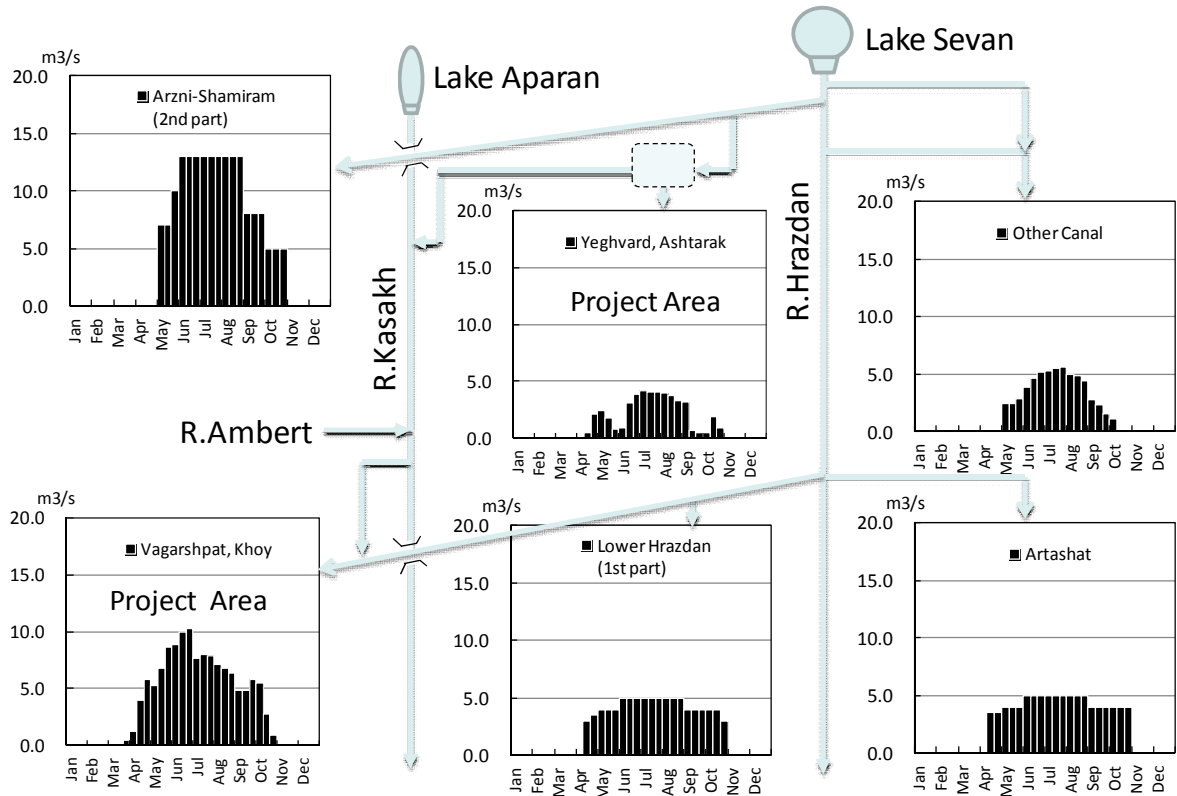 Lake Sevan
Lake Aparan
m3/s
20.0
15.0
10.0
5.0
0.0
Arzni-Shamiram
(2nd part)
Jan
Feb
Mar
Apr
May
Jun
Jul
Aug
Sep
Oct
Nov
Dec
R.Kasakh
m3/s
20.0
15.0
10.0
5.0
0.0
Yeghvard, Ashtarak
Project Area
Jan
Feb
Mar
Apr
May
Jun
Jul
Aug
Sep
Oct
Nov
Dec
R.Hrazdan
m3/s
20.0
15.0
10.0
5.0
0.0
Other Canal
Jan
Feb
Mar
Apr
May
Jun
Jul
Aug
Sep
Oct
Nov
Dec
R.Ambert
m3/s
20.0
15.0
10.0
5.0
0.0
Vagarshpat, Khoy
Project Area
Jan
Feb
Mar
Apr
May
Jun
Jul
Aug
Sep
Oct
Nov
Dec
m3/s
20.0
15.0
10.0
5.0
0.0
Lower Hrazdan
(1st part)
Jan
Feb
Mar
Apr
May
Jun
Jul
Aug
Sep
Oct
Nov
Dec
m3/s
20.0
15.0
10.0
5.0
0.0
Artashat
Jan
Feb
Mar
Apr
May
Jun
Jul
Aug
Sep
Oct
Nov
Dec